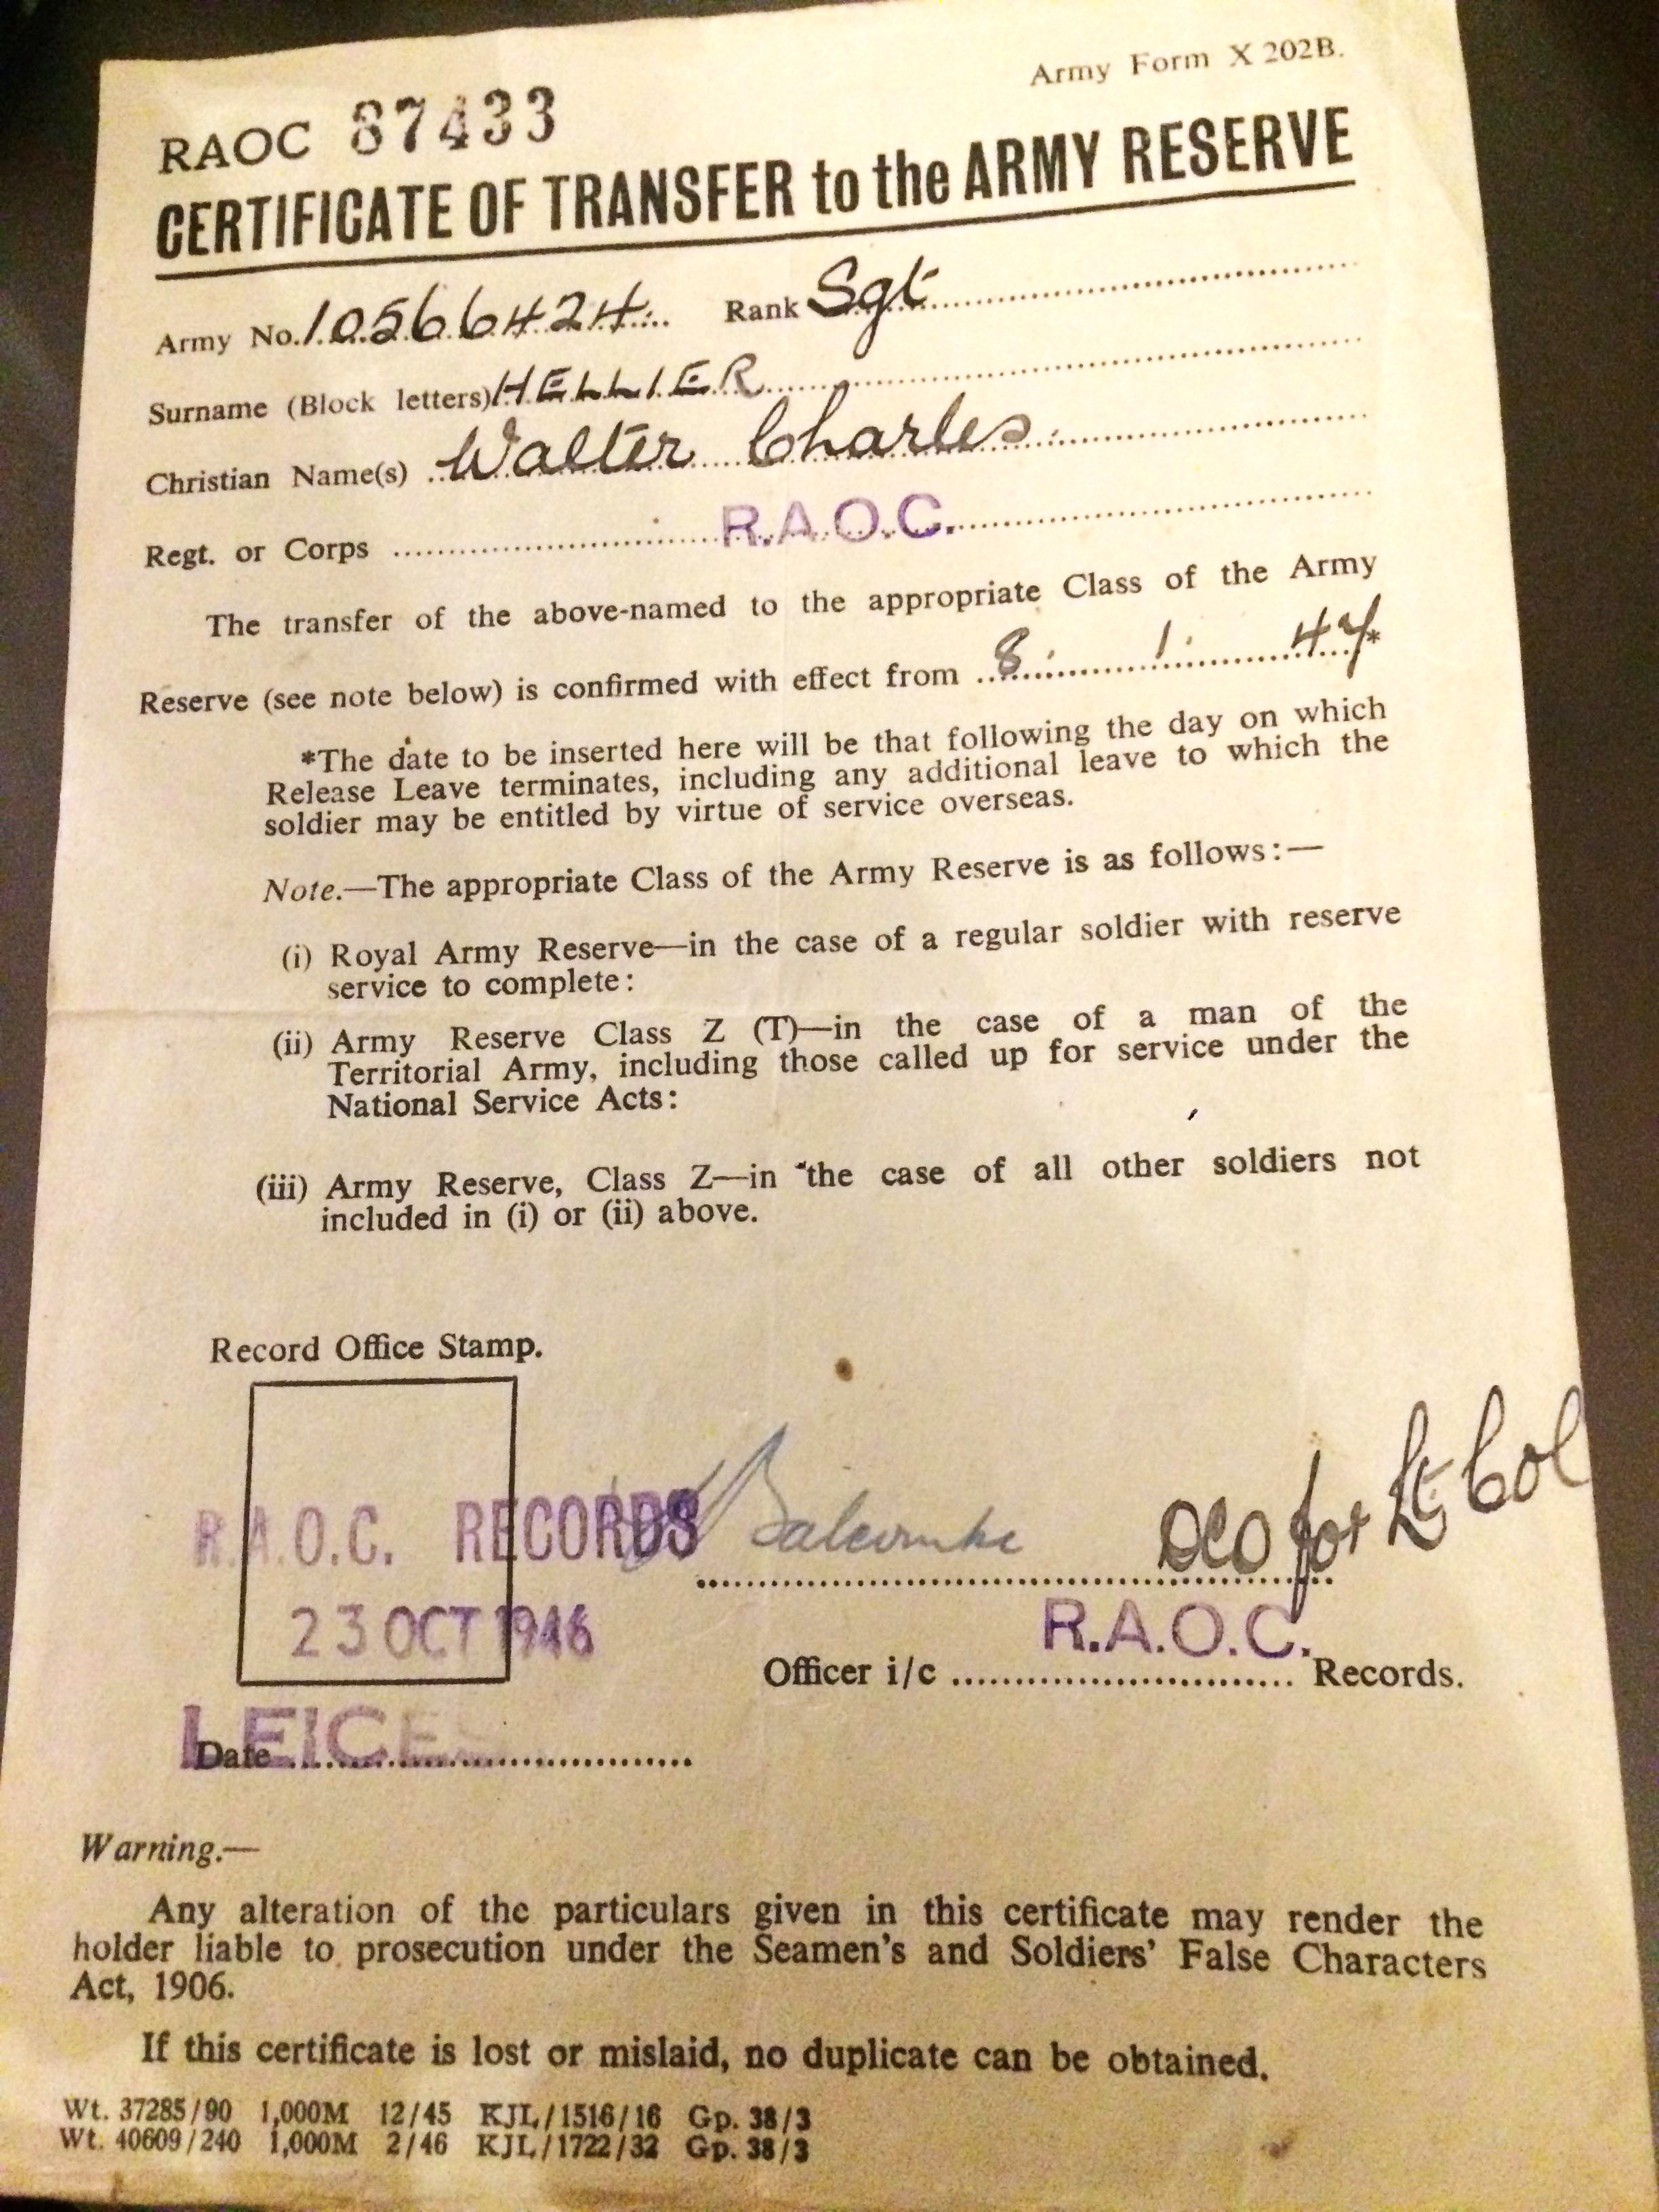 Army Form X 202B.
RAOC 87433
CERTIFICATE OF TRANSFER to the ARMY RESERVE
Army No. 10566424 Rank Sgt
Surname (Block letters) HELLIER
Christian Name(s) Walter Charles
Regt. or Corps R.A.O.C.
The transfer of the above-named to the appropriate Class of the Army
Reserve (see note below) is confirmed with effect from 8 . 1 . 47*
*The date to be inserted here will be that following the day on which
Release Leave terminates, including any additional leave to which the
soldier may be entitled by virtue of service overseas.
Note.—The appropriate Class of the Army Reserve is as follows:—
(i) Royal Army Reserve—in the case of a regular soldier with reserve
service to complete:
(ii) Army Reserve Class Z (T)—in the case of a man of the
Territorial Army, including those called up for service under the
National Service Acts:
(iii) Army Reserve, Class Z—in the case of all other soldiers not
included in (i) or (ii) above.
Record Office Stamp.
R.A.O.C. RECORDS Balcombe DCO for Lt Col
23 OCT 1946
R.A.O.C.
Officer i/c Records.
LEICES
Date
Warning.—
Any alteration of the particulars given in this certificate may render the
holder liable to prosecution under the Seamen's and Soldiers' False Characters
Act, 1906.
If this certificate is lost or mislaid, no duplicate can be obtained.
Wt. 37285/90 1,000M 12/45 KJL/1516/16 Gp. 38/3
Wt. 40609/240 1,000M 2/46 KJL/1722/32 Gp. 38/3